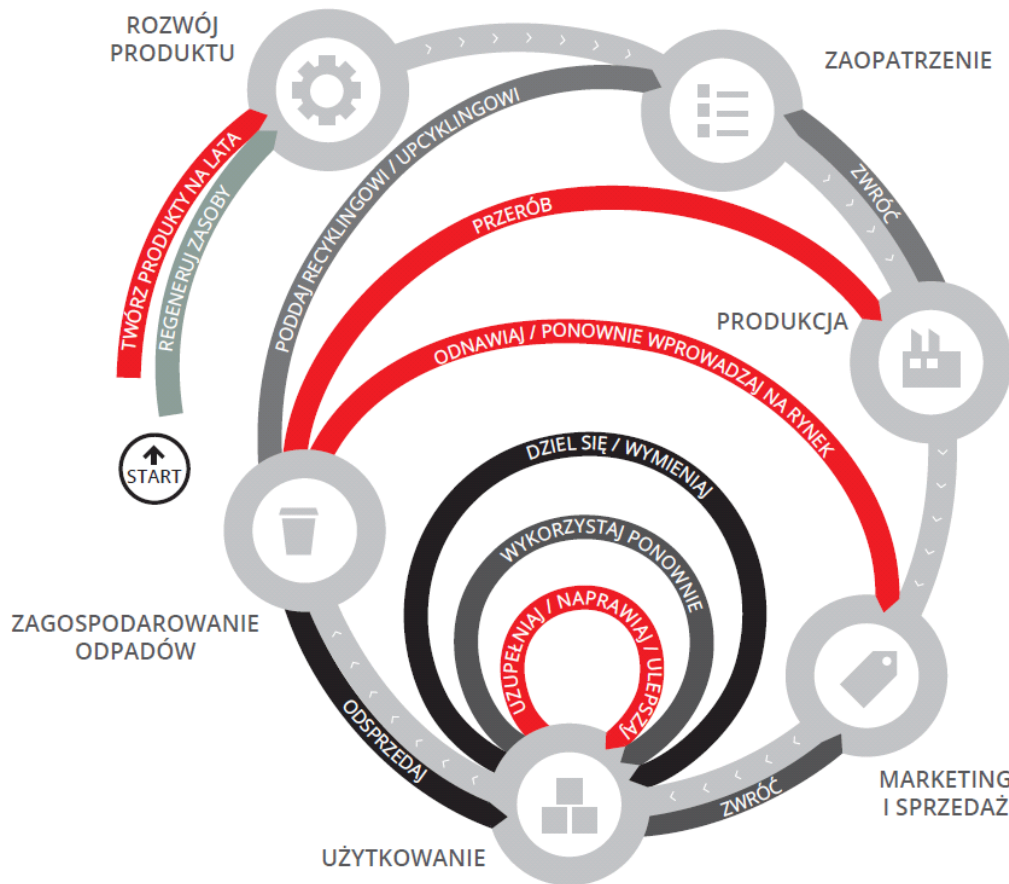 ROZWÓJ
PRODUKTU
ZAOPATRZENIE
TWÓRZ PRODUKTY NA LATA
REGENERUJ ZASOBY
PODDAJ RECYKLINGOWI / UPCYKLINGOWI
ZWRÓĆ
PRZERÓB
PRODUKCJA
ODNAWIAJ / PONOWNIE WPROWADZAJ NA RYNEK
START
DZIEL SIĘ / WYMIENIAJ
WYKORZYSTAJ PONOWNIE
UZUPEŁNIAJ / NAPRAWIAJ / ULEPSZAJ
ZAGOSPODAROWANIE
ODPADÓW
ODSPRZEDAJ
ZWRÓĆ
MARKETING
I SPRZEDAŻ
UŻYTKOWANIE